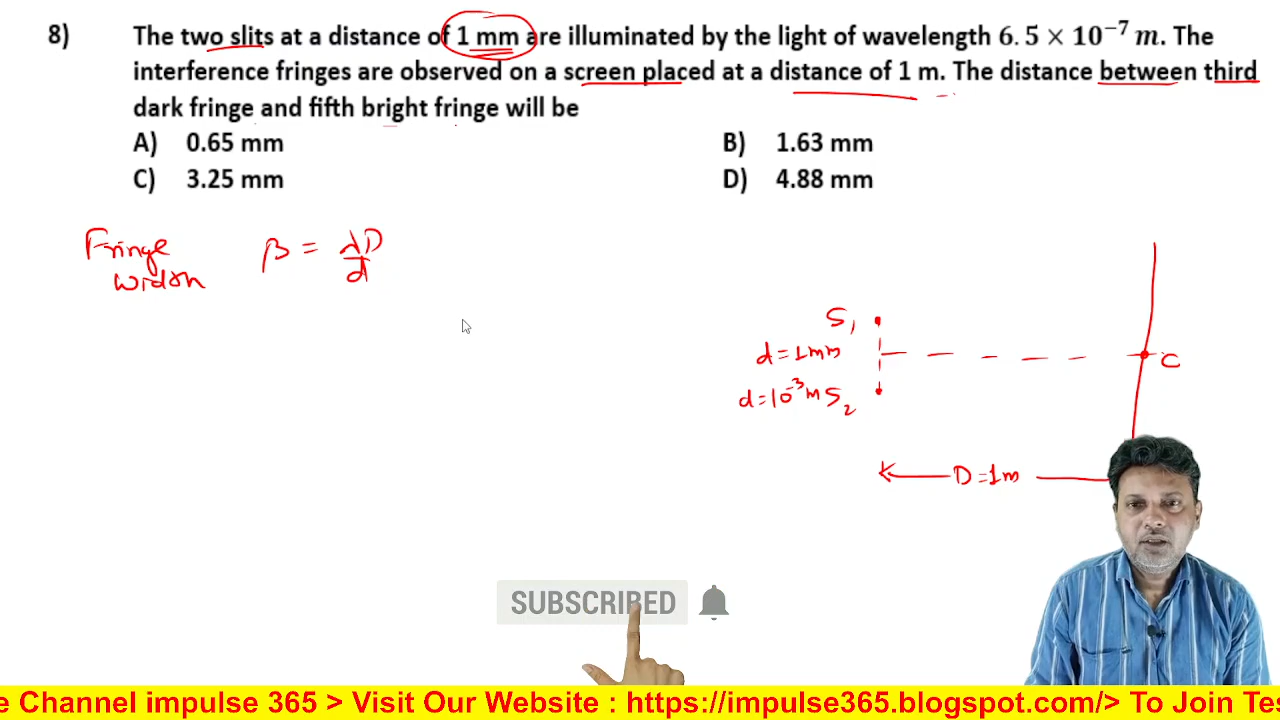 8) The two slits at a distance of 1 mm are illuminated by the light of wavelength 6.5 × 10⁻⁷ m. The
interference fringes are observed on a screen placed at a distance of 1 m. The distance between third
dark fringe and fifth bright fringe will be
A) 0.65 mm B) 1.63 mm
C) 3.25 mm D) 4.88 mm
Fringe
width
β = λD/d
S₁
d = 1mm
C
d = 10⁻³m S₂
D = 1m
SUBSCRIBED
e Channel impulse 365 > Visit Our Website : https://impulse365.blogspot.com/> To Join Tes